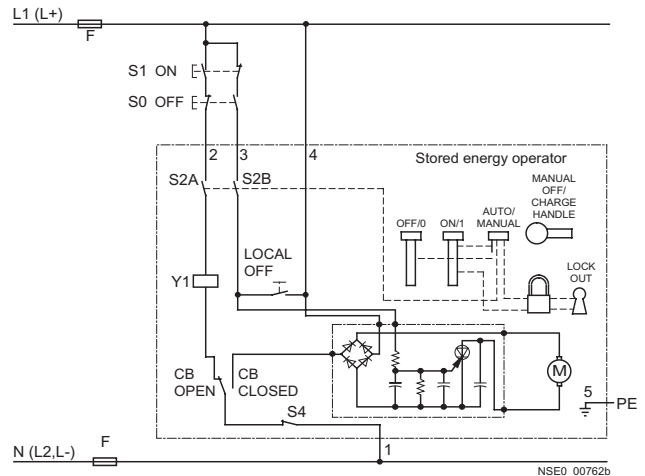 L1 (L+)
F
S1 ON
S0 OFF
2
3
4
Stored energy operator
S2A
S2B
MANUAL
OFF/
CHARGE
HANDLE
AUTO/
MANUAL
OFF/0
ON/1
LOCAL
OFF
LOCK
OUT
Y1
M
CB
OPEN
CB
CLOSED
S4
5
PE
1
F
N (L2,L-)
NSE0_00762b